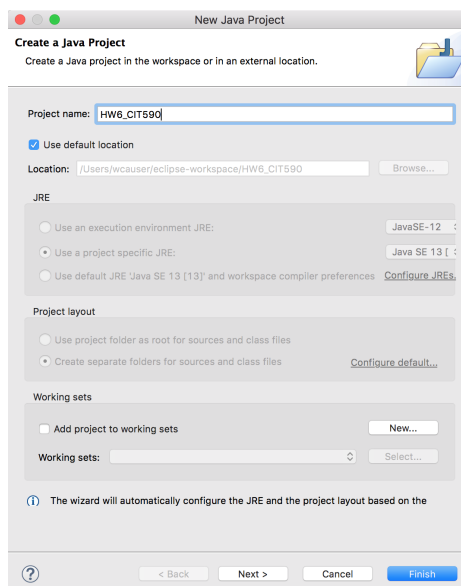 New Java Project
Create a Java Project
Create a Java project in the workspace or in an external location.
Project name: HW6_CIT590
Use default location
Location: /Users/wcauser/eclipse-workspace/HW6_CIT590 Browse...
JRE
Use an execution environment JRE: JavaSE-12
Use a project specific JRE: Java SE 13 [
Use default JRE 'Java SE 13 [13]' and workspace compiler preferences Configure JREs.
Project layout
Use project folder as root for sources and class files
Create separate folders for sources and class files Configure default...
Working sets
Add project to working sets New...
Working sets: Select...
The wizard will automatically configure the JRE and the project layout based on the
? < Back Next > Cancel Finish